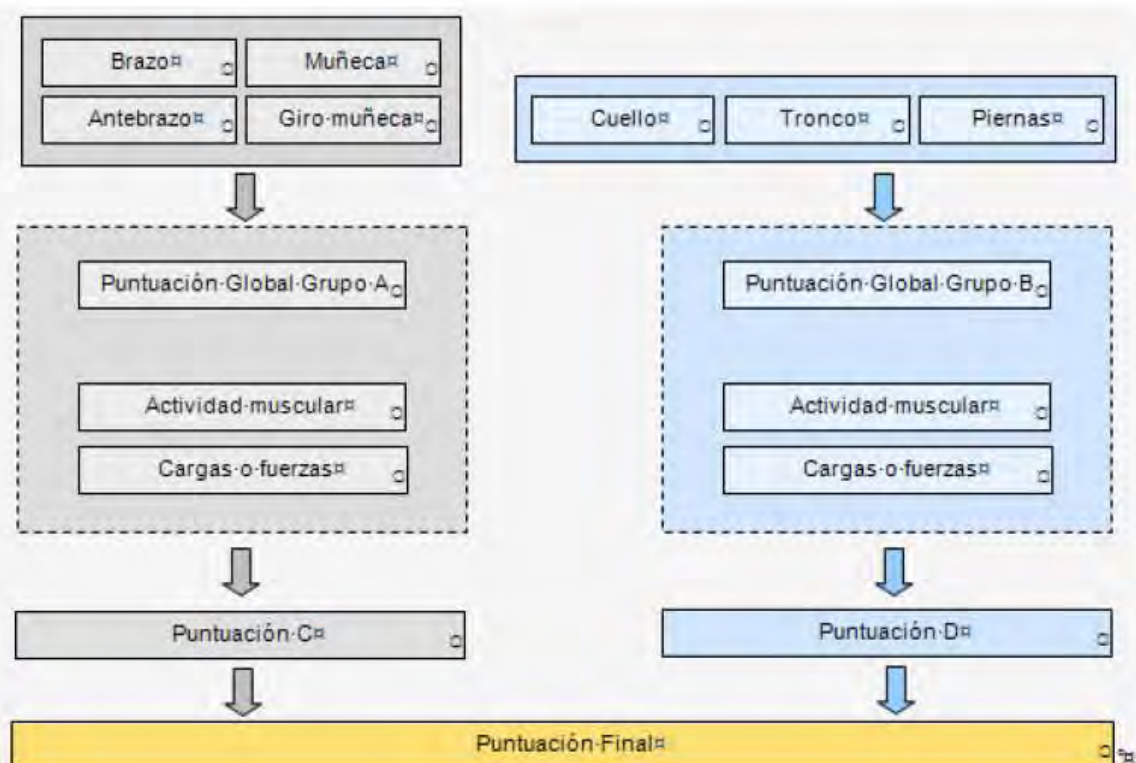 Brazo¤
Muñeca¤
Antebrazo¤
Giro·muñeca¤
Cuello¤
Tronco¤
Piernas¤
Puntuación·Global·Grupo·A
Puntuación·Global·Grupo·B
Actividad·muscular¤
Cargas·o·fuerzas¤
Actividad·muscular¤
Cargas·o·fuerzas¤
Puntuación·C¤
Puntuación·D¤
Puntuación·Final¤